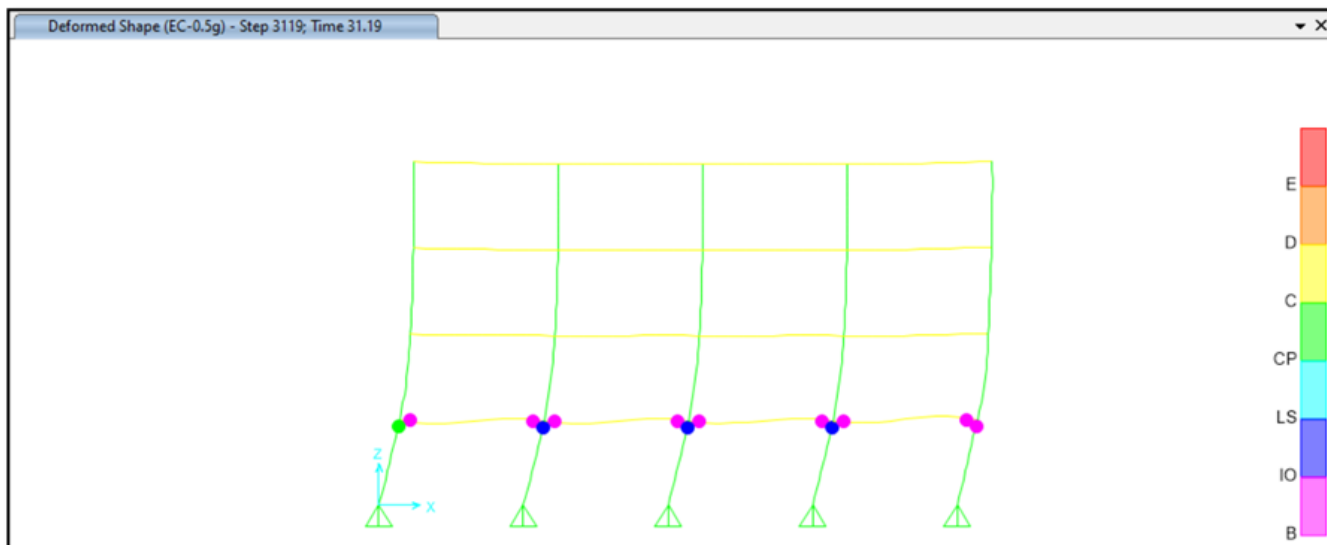 Deformed Shape (EC-0.5g) - Step 3119; Time 31.19
E
D
C
CP
LS
IO
B
Z
X